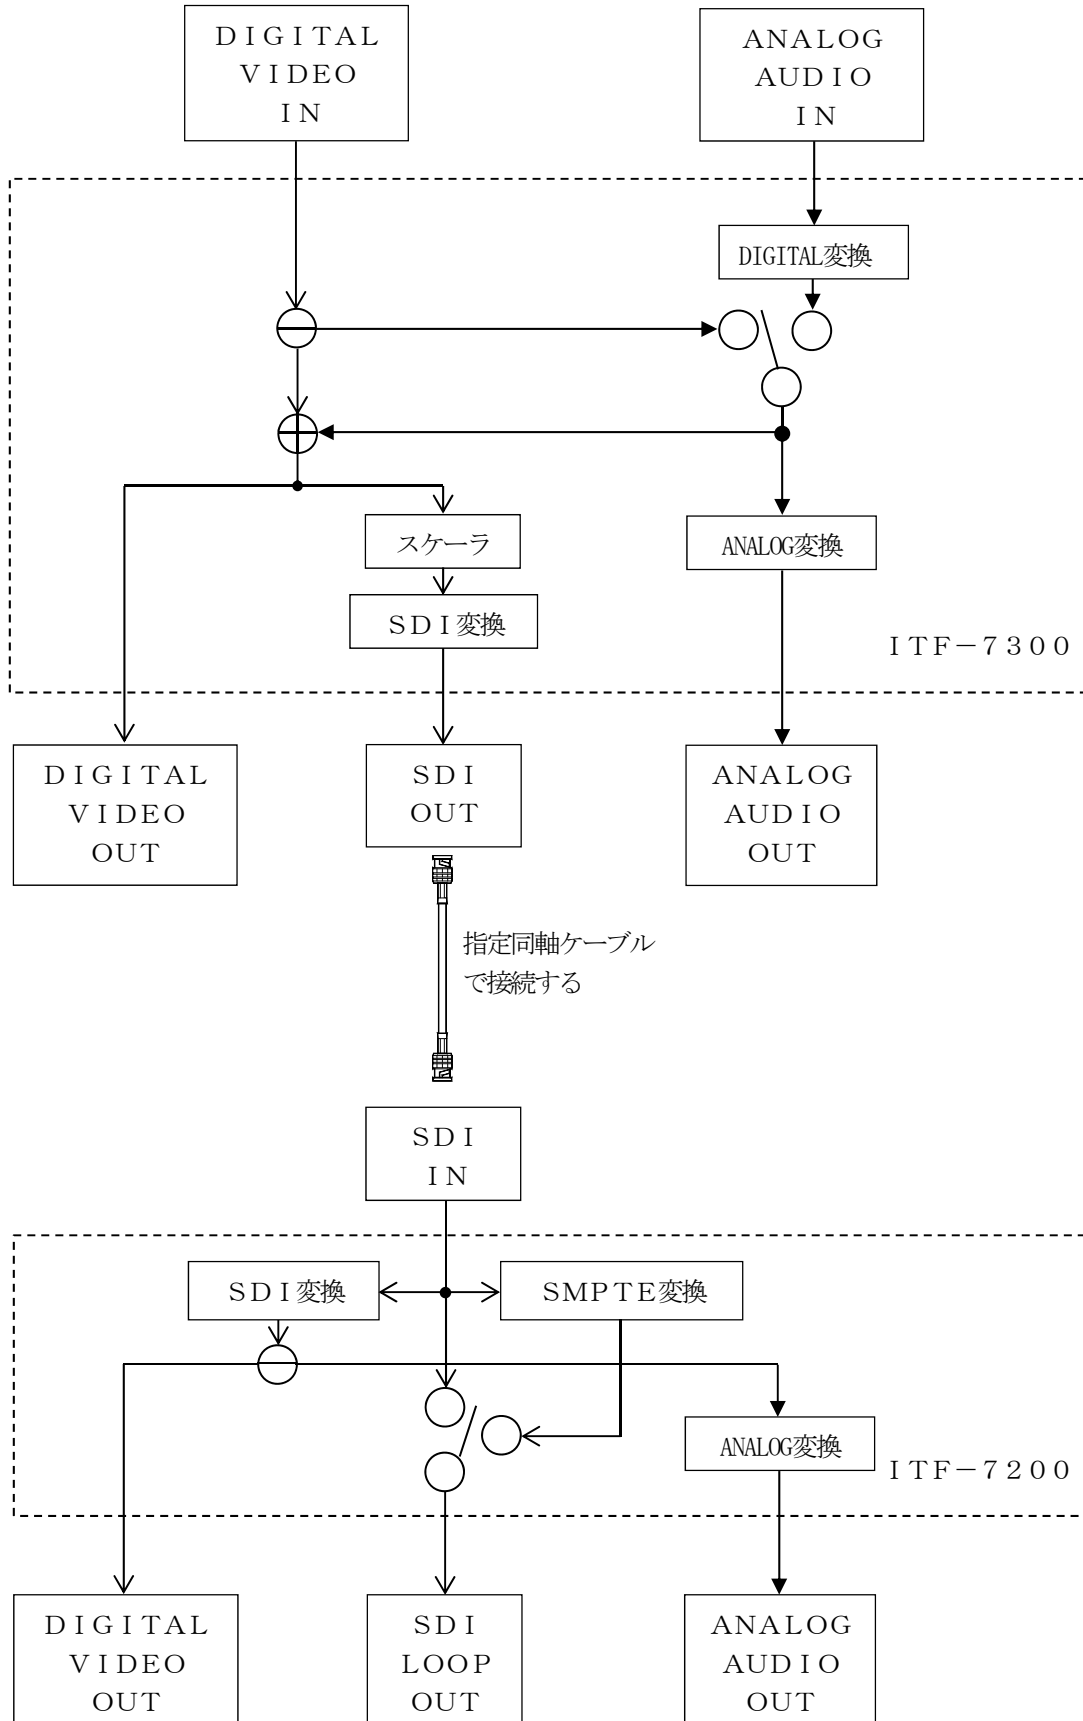 ＤＩＧＩＴＡＬ
ＶＩＤＥＯ
ＩＮ
ＡＮＡＬＯＧ
ＡＵＤＩＯ
ＩＮ
DIGITAL変換
スケーラ
ANALOG変換
ＳＤＩ変換
ＩＴＦ－７３００
ＤＩＧＩＴＡＬ
ＶＩＤＥＯ
ＯＵＴ
ＳＤＩ
ＯＵＴ
ＡＮＡＬＯＧ
ＡＵＤＩＯ
ＯＵＴ
指定同軸ケーブル
で接続する
ＳＤＩ
ＩＮ
ＳＤＩ変換
ＳＭＰＴＥ変換
ANALOG変換
ＩＴＦ－７２００
ＤＩＧＩＴＡＬ
ＶＩＤＥＯ
ＯＵＴ
ＳＤＩ
ＬＯＯＰ
ＯＵＴ
ＡＮＡＬＯＧ
ＡＵＤＩＯ
ＯＵＴ